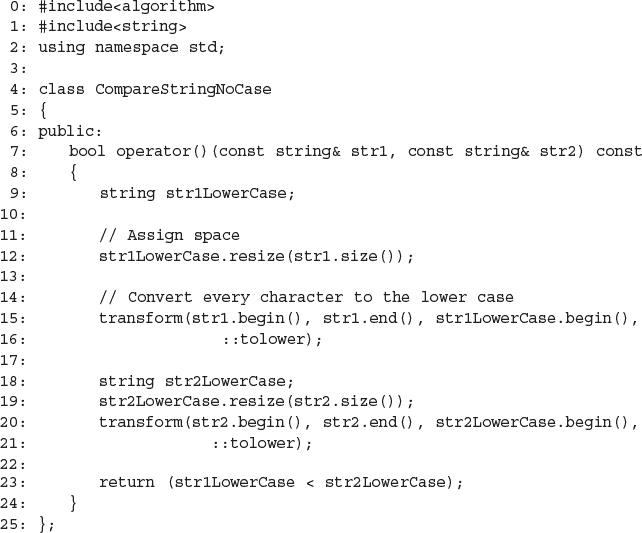 0: #include<algorithm>
1: #include<string>
2: using namespace std;
3:
4: class CompareStringNoCase
5: {
6: public:
7:    bool operator()(const string& str1, const string& str2) const
8:    {
9:       string str1LowerCase;
10:
11:       // Assign space
12:       str1LowerCase.resize(str1.size());
13:
14:       // Convert every character to the lower case
15:       transform(str1.begin(), str1.end(), str1LowerCase.begin(),
16:                   ::tolower);
17:
18:       string str2LowerCase;
19:       str2LowerCase.resize(str2.size());
20:       transform(str2.begin(), str2.end(), str2LowerCase.begin(),
21:                  ::tolower);
22:
23:       return (str1LowerCase < str2LowerCase);
24:    }
25: };